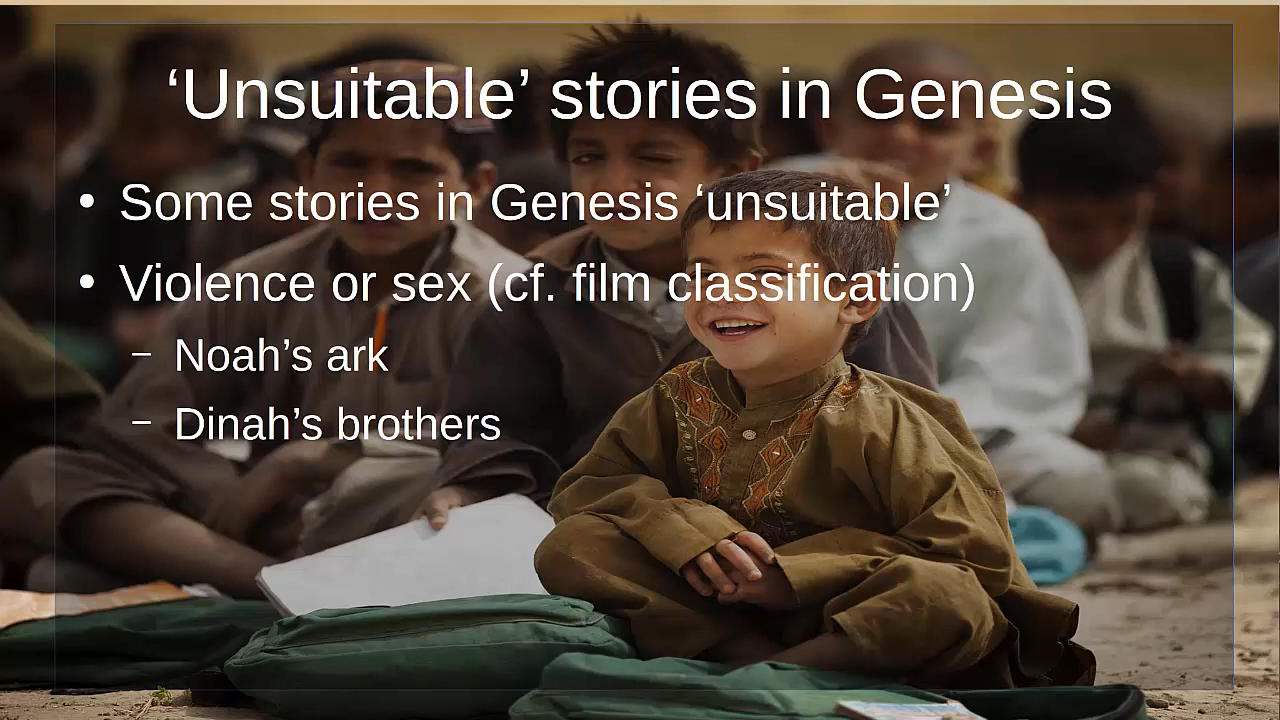 ‘Unsuitable’ stories in Genesis
• Some stories in Genesis ‘unsuitable’
• Violence or sex (cf. film classification)
– Noah’s ark
– Dinah’s brothers